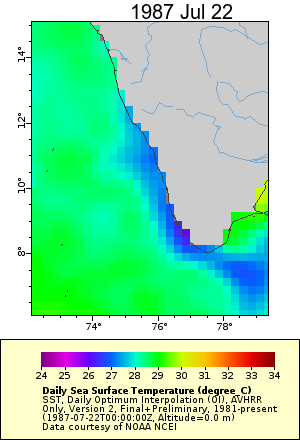 1987 Jul 22
14°
12°
10°
8°
74° 76° 78°
24 25 26 27 28 29 30 31 32 33 34
Daily Sea Surface Temperature (degree_C)
SST, Daily Optimum Interpolation (OI), AVHRR
Only, Version 2, Final+Preliminary, 1981-present
(1987-07-22T00:00:00Z, Altitude=0.0 m)
Data courtesy of NOAA NCEI